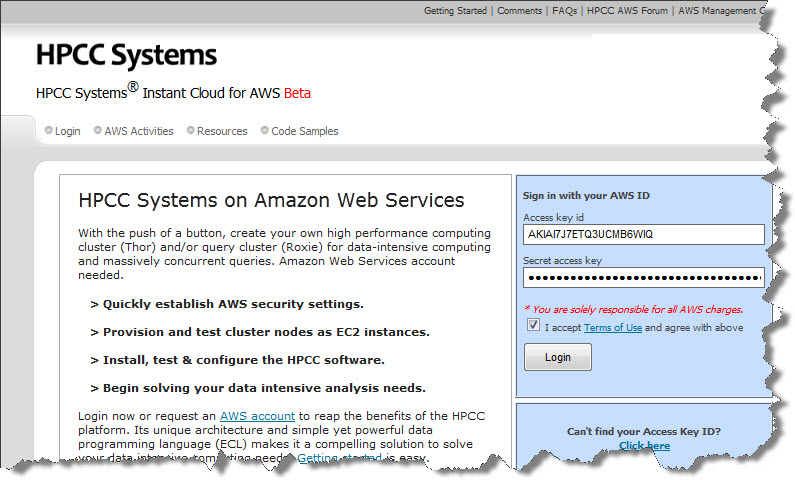 Getting Started | Comments | FAQs | HPCC AWS Forum | AWS Management
HPCC Systems
HPCC Systems® Instant Cloud for AWS Beta
Login AWS Activities Resources Code Samples
HPCC Systems on Amazon Web Services
With the push of a button, create your own high performance computing
cluster (Thor) and/or query cluster (Roxie) for data-intensive computing
and massively concurrent queries. Amazon Web Services account
needed.
> Quickly establish AWS security settings.
> Provision and test cluster nodes as EC2 instances.
> Install, test & configure the HPCC software.
> Begin solving your data intensive analysis needs.
Login now or request an AWS account to reap the benefits of the HPCC
platform. Its unique architecture and simple yet powerful data
programming language (ECL) makes it a compelling solution to solve
your data intensive computing needs. Getting started is easy.
Sign in with your AWS ID
Access key id
AKIAI7J7ETQ3UCMB6WIQ
Secret access key
* You are solely responsible for all AWS charges.
I accept Terms of Use and agree with above
Login
Can't find your Access Key ID?
Click here